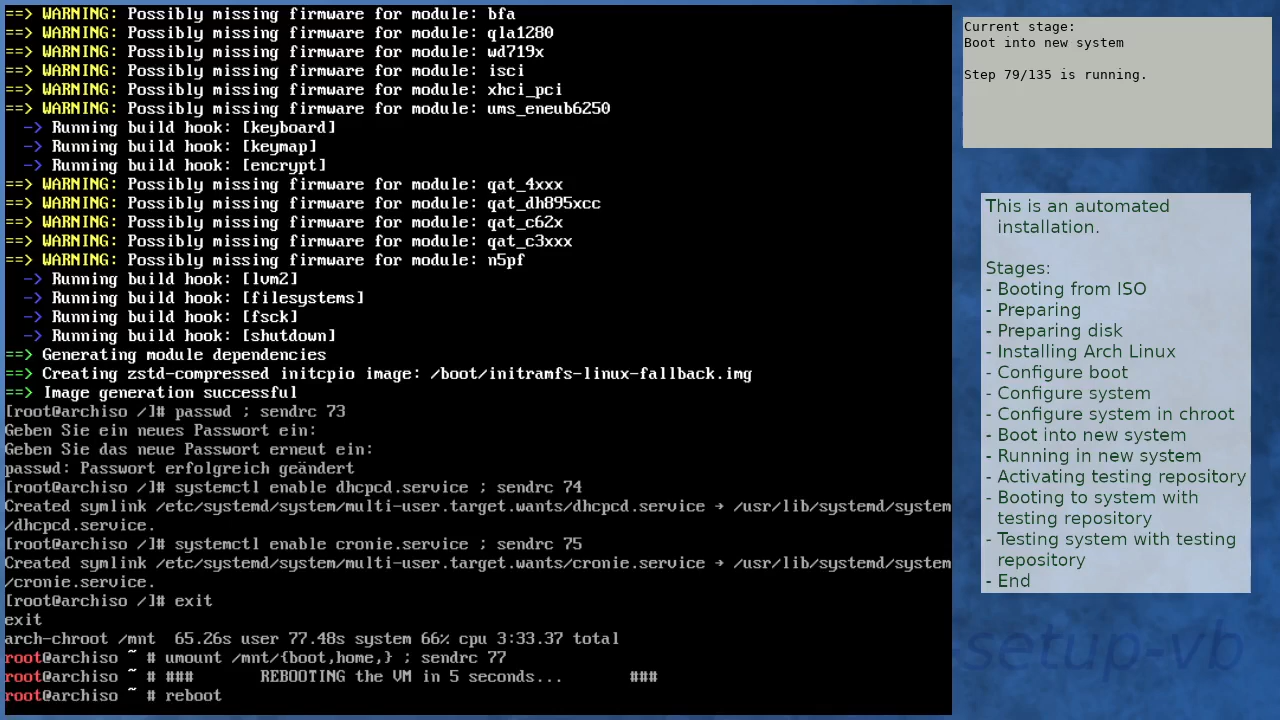 ==> WARNING: Possibly missing firmware for module: bfa
==> WARNING: Possibly missing firmware for module: qla1280
==> WARNING: Possibly missing firmware for module: wd719x
==> WARNING: Possibly missing firmware for module: isci
==> WARNING: Possibly missing firmware for module: xhci_pci
==> WARNING: Possibly missing firmware for module: ums_eneub6250
  -> Running build hook: [keyboard]
  -> Running build hook: [keymap]
  -> Running build hook: [encrypt]
==> WARNING: Possibly missing firmware for module: qat_4xxx
==> WARNING: Possibly missing firmware for module: qat_dh895xcc
==> WARNING: Possibly missing firmware for module: qat_c62x
==> WARNING: Possibly missing firmware for module: qat_c3xxx
==> WARNING: Possibly missing firmware for module: n5pf
  -> Running build hook: [lvm2]
  -> Running build hook: [filesystems]
  -> Running build hook: [fsck]
  -> Running build hook: [shutdown]
==> Generating module dependencies
==> Creating zstd-compressed initcpio image: /boot/initramfs-linux-fallback.img
==> Image generation successful
[root@archiso /]# passwd ; sendrc 73
Geben Sie ein neues Passwort ein:
Geben Sie das neue Passwort erneut ein:
passwd: Passwort erfolgreich geändert
[root@archiso /]# systemctl enable dhcpcd.service ; sendrc 74
Created symlink /etc/systemd/system/multi-user.target.wants/dhcpcd.service → /usr/lib/systemd/system
/dhcpcd.service.
[root@archiso /]# systemctl enable cronie.service ; sendrc 75
Created symlink /etc/systemd/system/multi-user.target.wants/cronie.service → /usr/lib/systemd/system
/cronie.service.
[root@archiso /]# exit
exit
arch-chroot /mnt  65.26s user 77.48s system 66% cpu 3:33.37 total
root@archiso ~ # umount /mnt/{boot,home,} ; sendrc 77
root@archiso ~ # ###       REBOOTING the VM in 5 seconds...       ###
root@archiso ~ # reboot
Current stage:
Boot into new system
Step 79/135 is running.
This is an automated
installation.
Stages:
- Booting from ISO
- Preparing
- Preparing disk
- Installing Arch Linux
- Configure boot
- Configure system
- Configure system in chroot
- Boot into new system
- Running in new system
- Activating testing repository
- Booting to system with
testing repository
- Testing system with testing
repository
- End
setup-vb